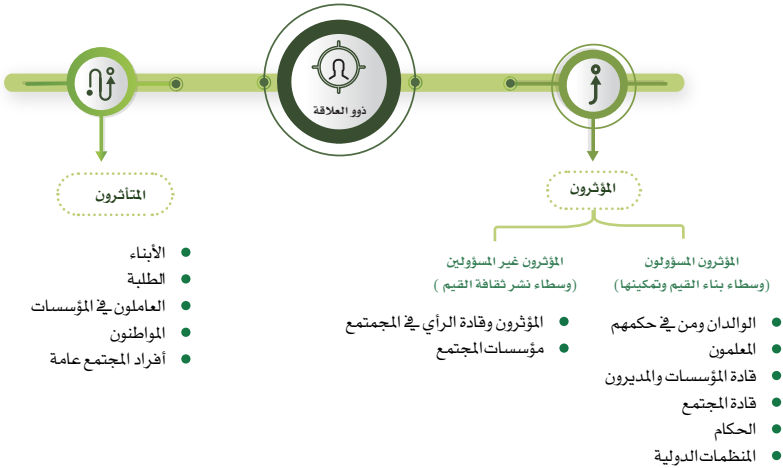 ذوو العلاقة
المؤثرون
المؤثرون المسؤولون
(وسطاء بناء القيم وتمكينها)
الوالدان ومن في حكمهم
المعلمون
قادة المؤسسات والمديرون
قادة المجتمع
الحكام
المنظمات الدولية
المؤثرون غير المسؤولين
(وسطاء نشر ثقافة القيم )
المؤثرون وقادة الرأي في المجمتمع
مؤسسات المجتمع
المتأثرون
الأبناء
الطلبة
العاملون في المؤسسات
المواطنون
أفراد المجتمع عامة